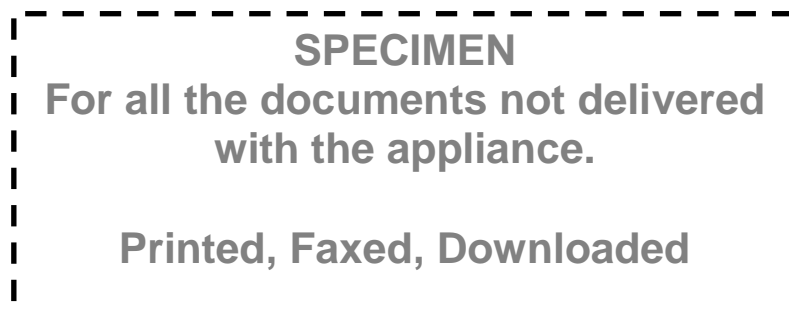 SPECIMEN
For all the documents not delivered
with the appliance.
Printed, Faxed, Downloaded